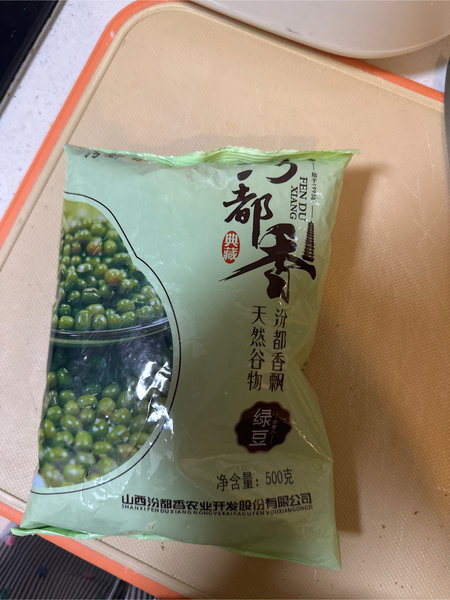 汾都香
FEN DU
XIANG
典藏
汾都香飘
天然谷物
绿豆
净含量：500克
山西汾都香农业开发股份有限公司
SHANXIFENDUXIANGNONGYEKAIFAGUFENYOUXIANGONGSI